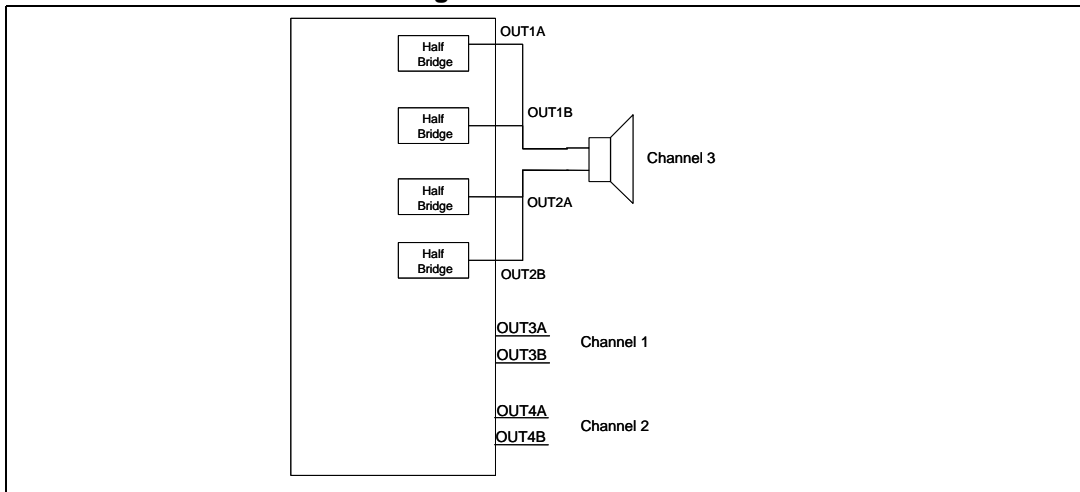 OUT1A
Half
Bridge
OUT1B
Half
Bridge
Channel 3
Half
Bridge
OUT2A
Half
Bridge
OUT2B
OUT3A
Channel 1
OUT3B
OUT4A
Channel 2
OUT4B